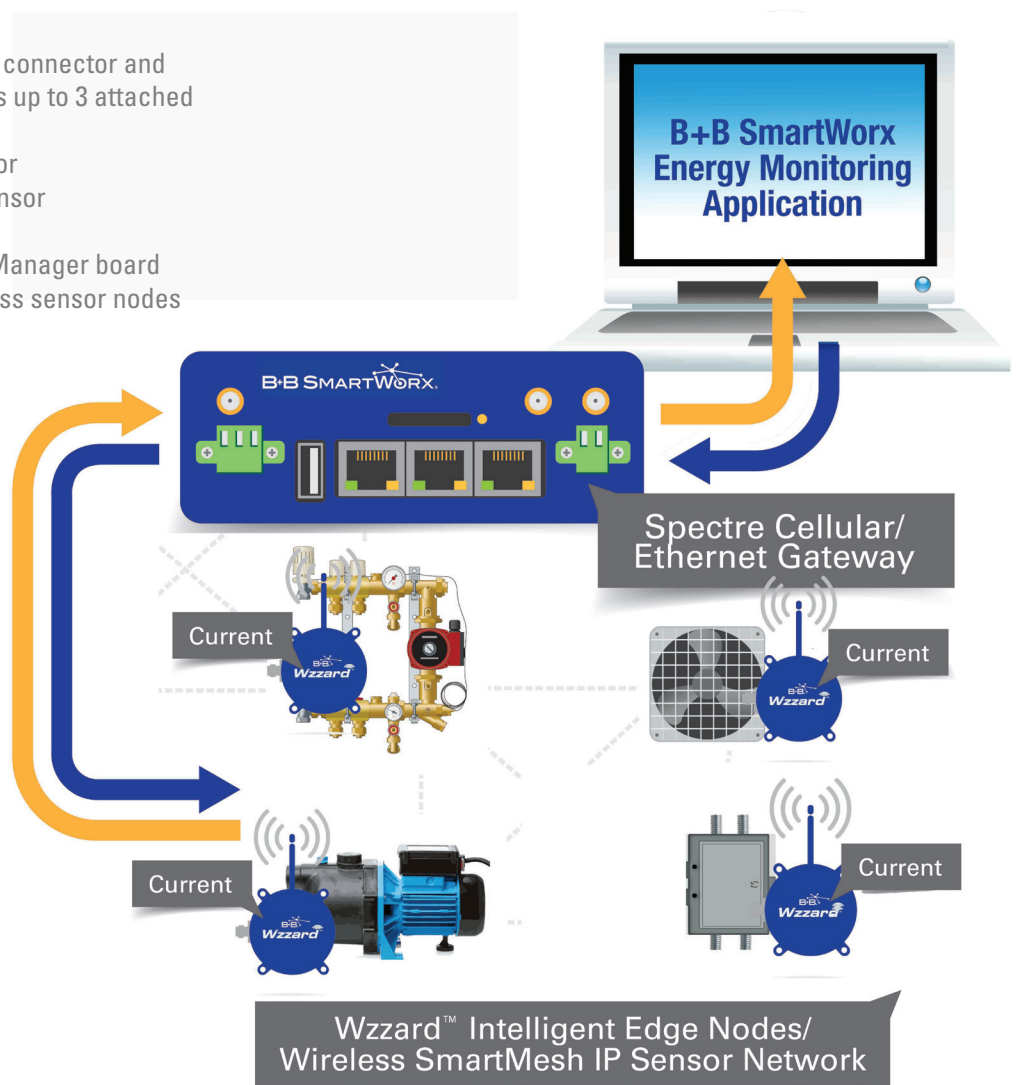 connector and
s up to 3 attached
or
nsor
Manager board
ss sensor nodes
B+B SmartWorx
Energy Monitoring
Application
B+B SMARTWORX®
Spectre Cellular/
Ethernet Gateway
Current
B+B
Wzzard
Current
B+B
Wzzard
Current
B+B
Wzzard
Current
B+B
Wzzard
Wzzard™ Intelligent Edge Nodes/
Wireless SmartMesh IP Sensor Network